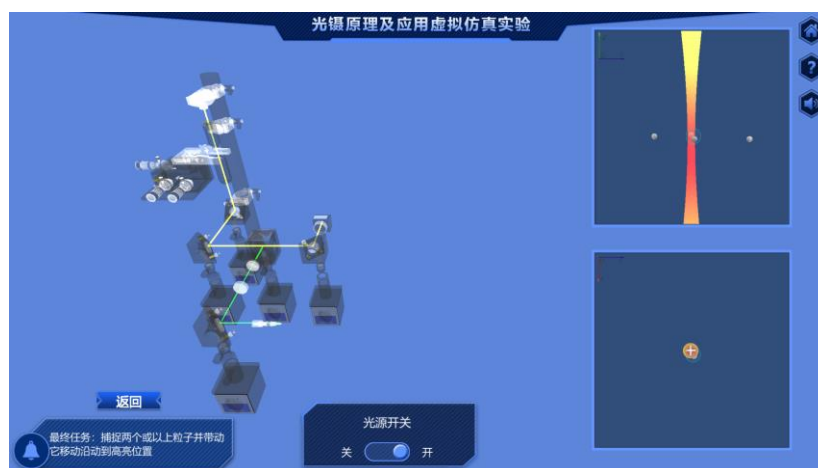 光镊原理及应用虚拟仿真实验
?
返回
最终任务：捕捉两个或以上粒子并带动
它移动沿动到高亮位置
光源开关
关 开